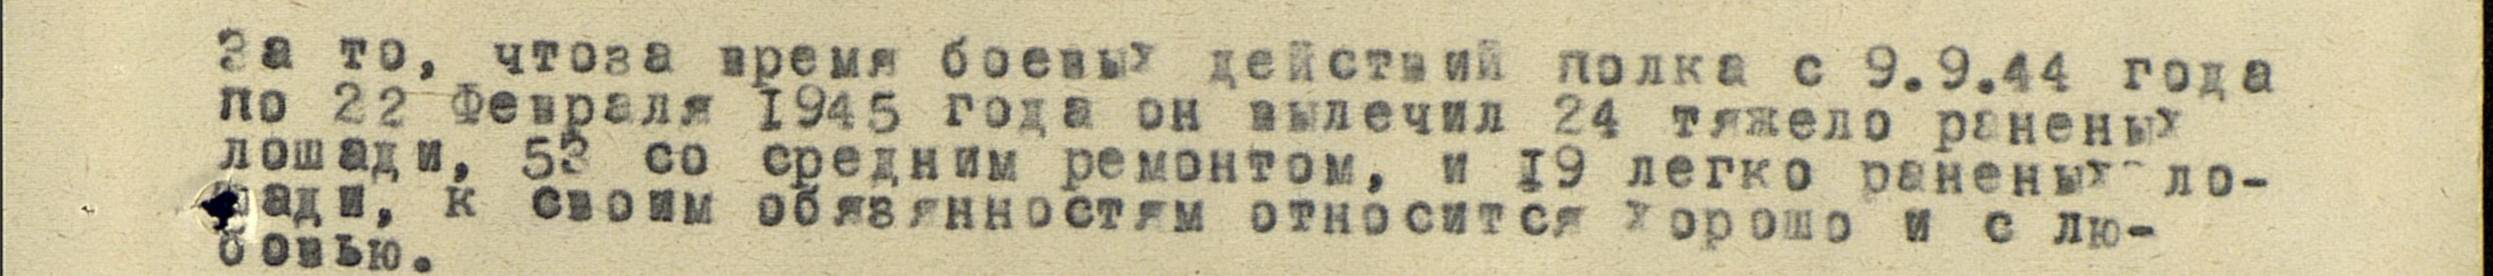 За то, чтоза время боевых действий полка с 9.9.44 года
по 22 Февраля 1945 года он вылечил 24 тяжело раненых
лошади, 53 со средним ремонтом, и 19 легко раненых ло-
шади, к своим обязянностям относится хорошо и с лю-
бовью.